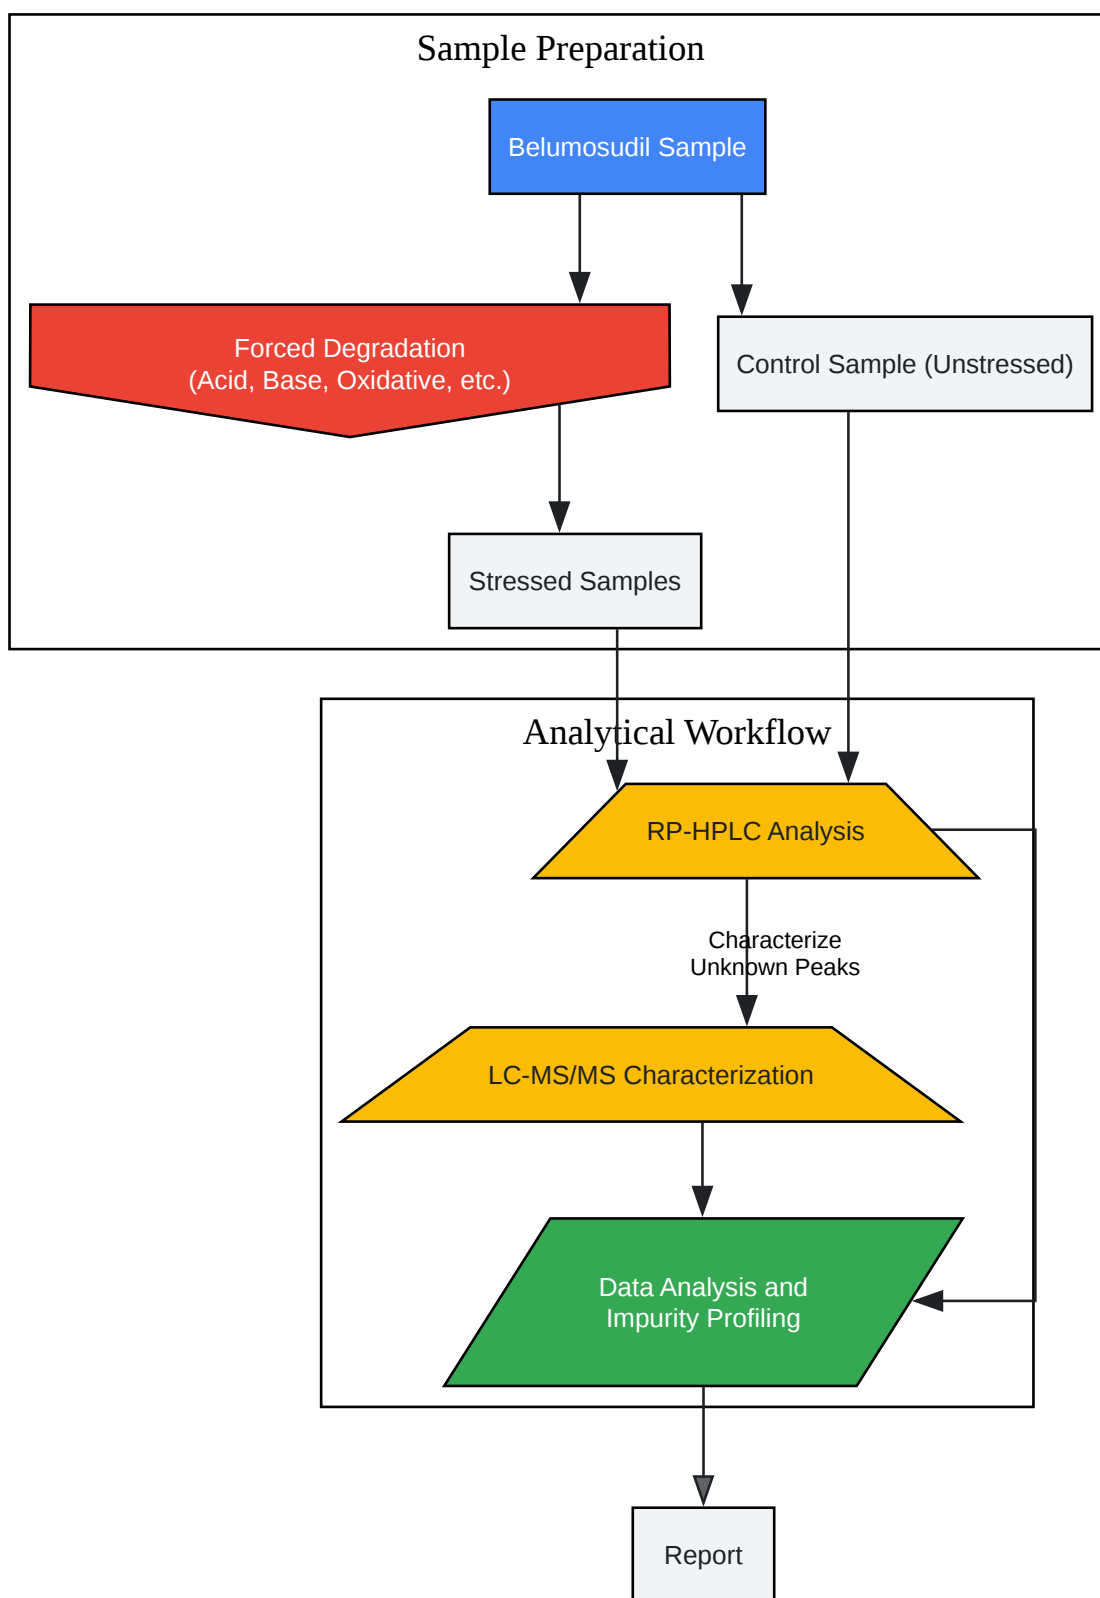 Sample Preparation
Belumosudil Sample
Forced Degradation
(Acid, Base, Oxidative, etc.)
Control Sample (Unstressed)
Stressed Samples
Analytical Workflow
RP-HPLC Analysis
Characterize
Unknown Peaks
LC-MS/MS Characterization
Data Analysis and
Impurity Profiling
Report